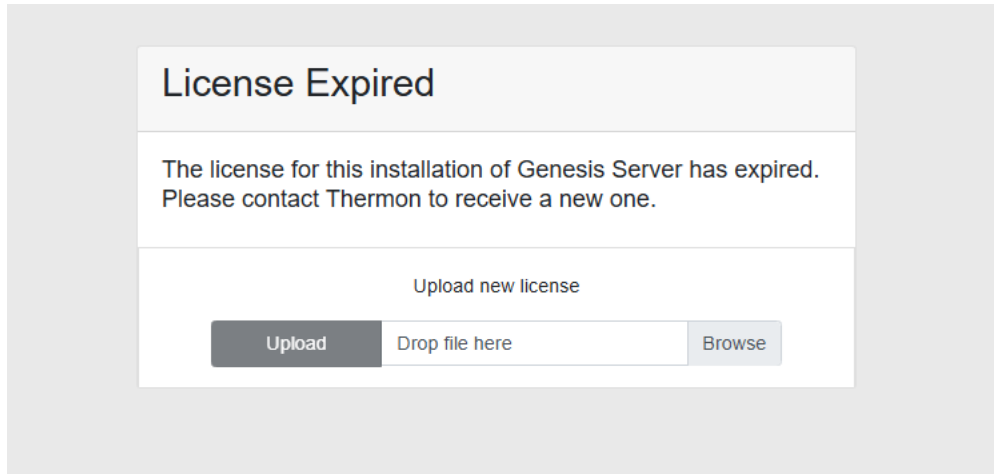 License Expired
The license for this installation of Genesis Server has expired.
Please contact Thermon to receive a new one.
Upload new license
Upload
Drop file here
Browse